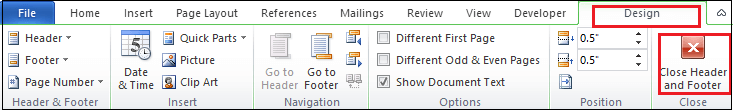 File Home Insert Page Layout References Mailings Review View Developer Design
Header
Footer
Page Number
Header & Footer
5
Date
& Time
Quick Parts
Picture
Clip Art
Insert
Go to
Header
Go to
Footer
Navigation
Different First Page
Different Odd & Even Pages
Show Document Text
Options
0.5"
0.5"
Position
Close Header
and Footer
Close